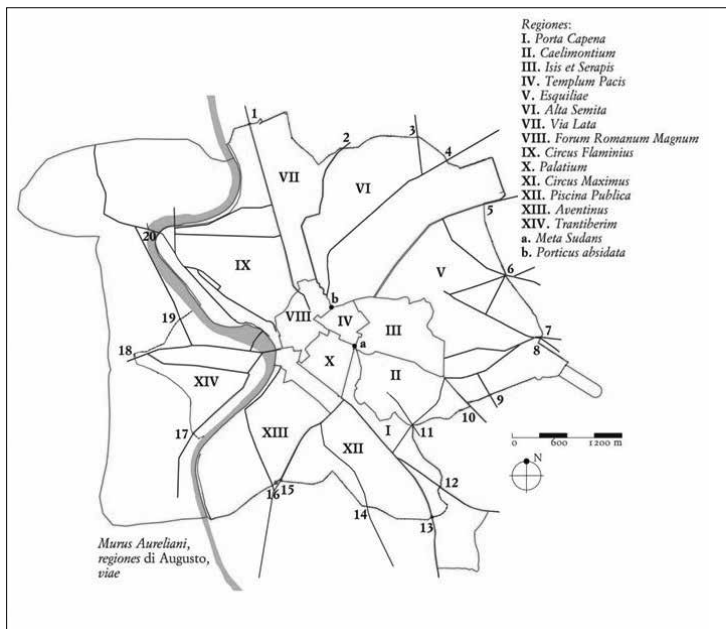 Regiones:
I. Porta Capena
II. Caelimontium
III. Isis et Serapis
IV. Templum Pacis
V. Esquiliae
VI. Alta Semita
VII. Via Lata
VIII. Forum Romanum Magnum
IX. Circus Flaminius
X. Palatium
XI. Circus Maximus
XII. Piscina Publica
XIII. Aventinus
XIV. Trantiberim
a. Meta Sudans
b. Porticus absidata
1
2
3
4
VII
VI
5
20
IX
V
6
b
VIII
IV
III
19
7
8
18
a
X
II
XIV
9
10
I
11
17
XIII
XII
0 600 1200 m
N
12
16
15
14
13
Murus Aureliani,
regiones di Augusto,
viae